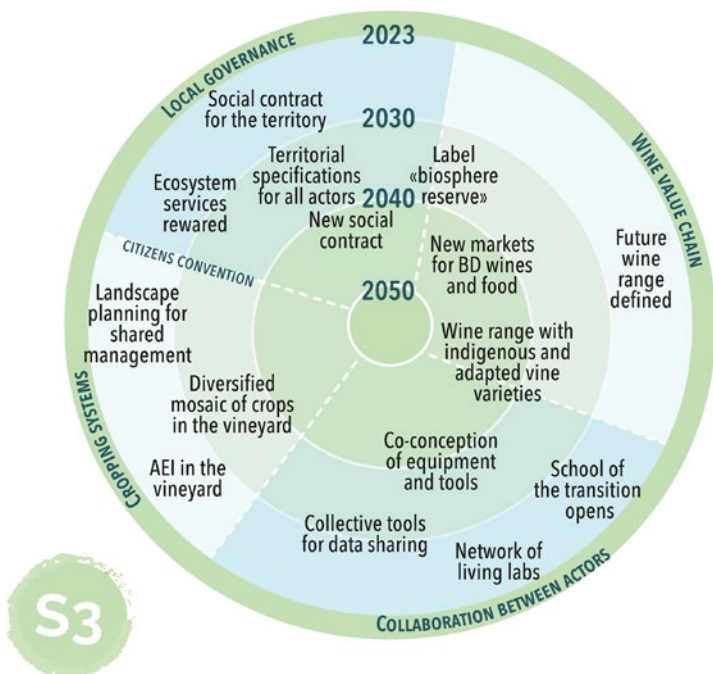 LOCAL GOVERNANCE
2023
Social contract
for the territory
2030
Territorial
specifications
for all actors
Label
«biosphere
reserve»
Ecosystem
services
rewarded
2040
New social
contract
CITIZENS CONVENTION
2050
WINE VALUE CHAIN
New markets
for BD wines
and food
Future
wine
range
defined
Wine range with
indigenous and
adapted vine
varieties
Landscape
planning for
shared
management
Diversified
mosaic of crops
in the vineyard
AEI in the
vineyard
CROPPING SYSTEMS
Co-conception
of equipment
and tools
School of
the transition
opens
Collective tools
for data sharing
Network of
living labs
COLLABORATION BETWEEN ACTORS
S3